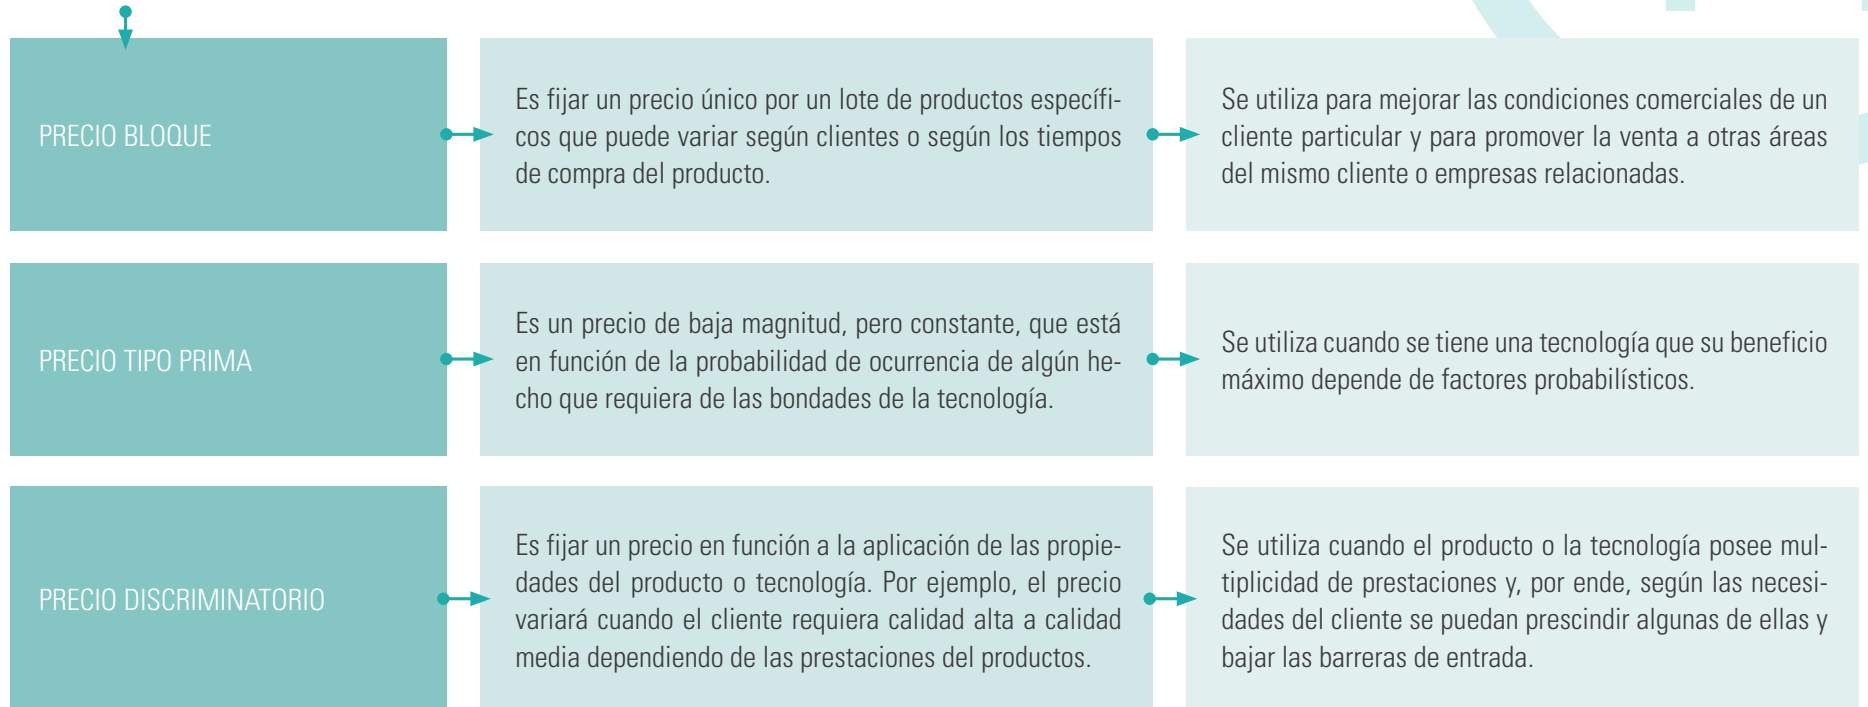 PRECIO BLOQUE
Es fijar un precio único por un lote de productos específi-
cos que puede variar según clientes o según los tiempos
de compra del producto.
Se utiliza para mejorar las condiciones comerciales de un
cliente particular y para promover la venta a otras áreas
del mismo cliente o empresas relacionadas.
PRECIO TIPO PRIMA
Es un precio de baja magnitud, pero constante, que está
en función de la probabilidad de ocurrencia de algún he-
cho que requiera de las bondades de la tecnología.
Se utiliza cuando se tiene una tecnología que su beneficio
máximo depende de factores probabilísticos.
PRECIO DISCRIMINATORIO
Es fijar un precio en función a la aplicación de las propie-
dades del producto o tecnología. Por ejemplo, el precio
variará cuando el cliente requiera calidad alta a calidad
media dependiendo de las prestaciones del productos.
Se utiliza cuando el producto o la tecnología posee mul-
tiplicidad de prestaciones y, por ende, según las necesi-
dades del cliente se puedan prescindir algunas de ellas y
bajar las barreras de entrada.